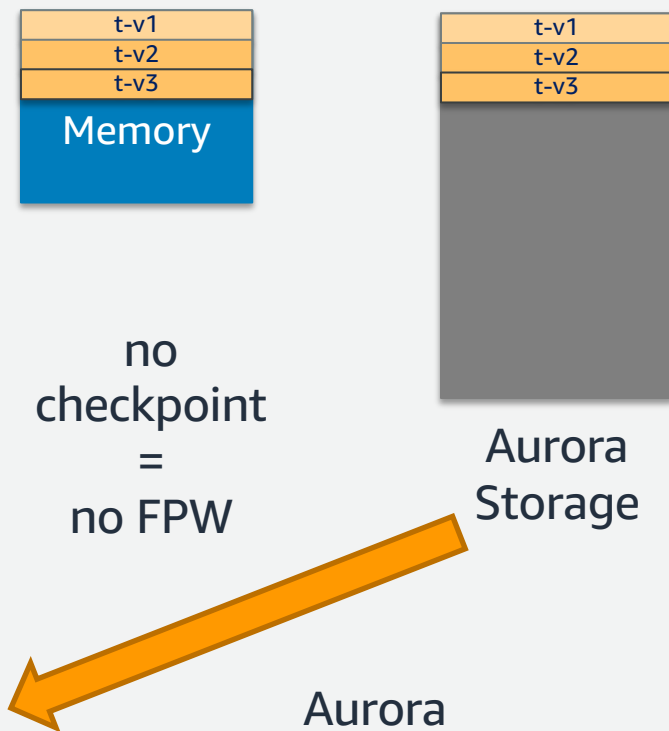 t-v1
t-v2
t-v3
Memory
t-v1
t-v2
t-v3
no
checkpoint
=
no FPW
Aurora
Storage
Aurora